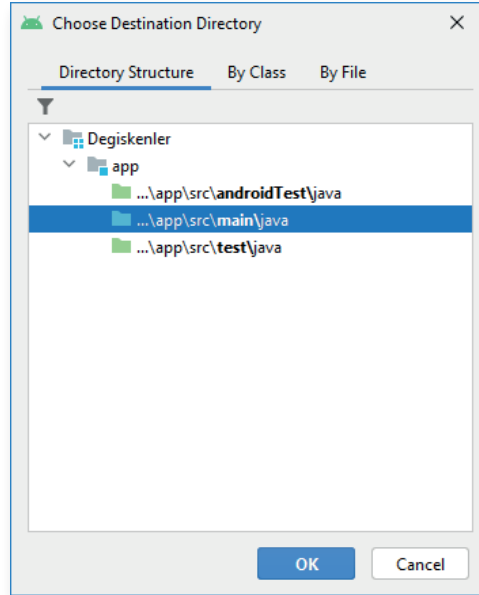 Choose Destination Directory
Directory Structure By Class By File
Degiskenler
app
...\app\src\androidTest\java
...\app\src\main\java
...\app\src\test\java
OK Cancel